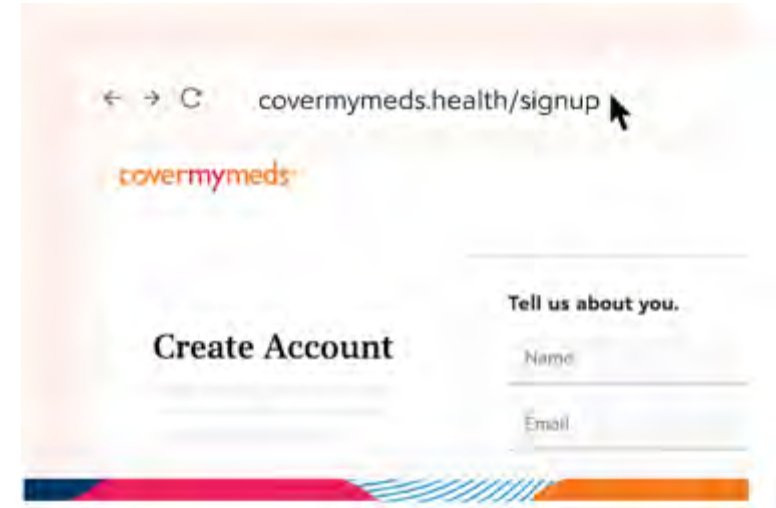 covermymeds.health/signup
covermymeds
Tell us about you.
Create Account
Name
Email